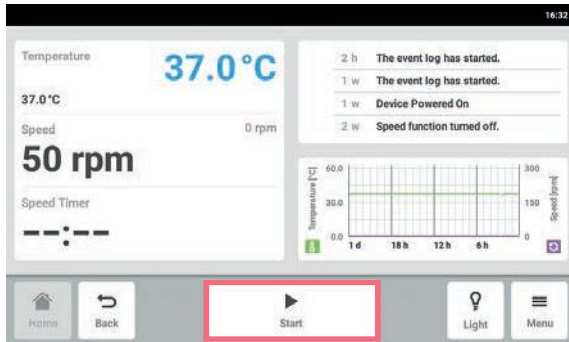 16:32
Temperature
37.0°C
37.0°C
Speed
0 rpm
50 rpm
Speed Timer
--:--
2 h The event log has started.
1 w The event log has started.
1 w Device Powered On
2 w Speed function turned off.
Temperature [°C]
60.0
30.0
0.0
1 d 18 h 12 h 6 h
300
150
0
Speed [rpm]
Home
Back
Start
Light
Menu